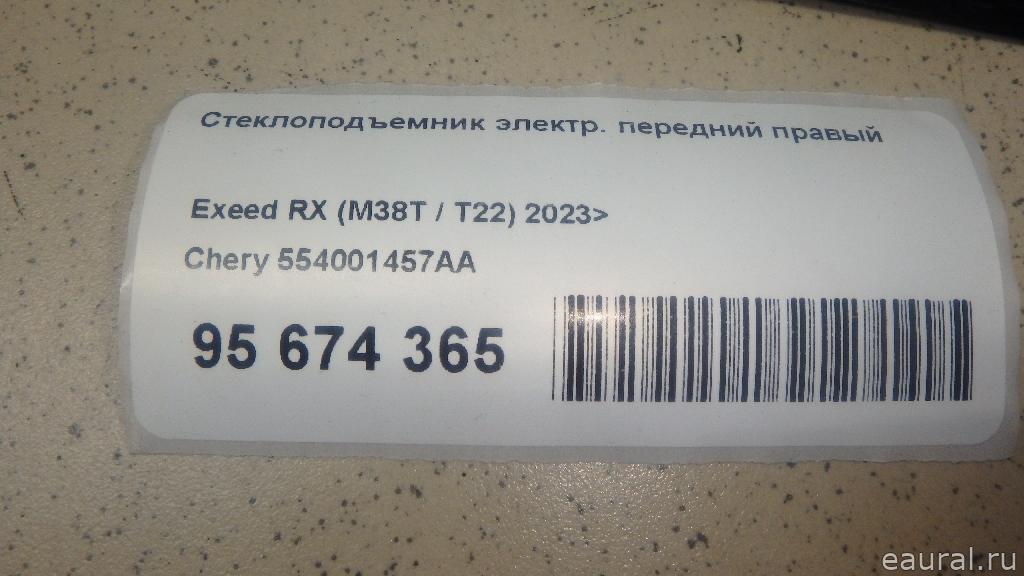 Стеклоподъемник электр. передний правый
Exeed RX (M38T / T22) 2023>
Chery 554001457AA
95 674 365
eaural.ru